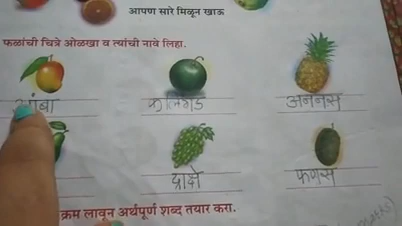 आपण सारे मिळून खाऊ
फळांची चित्रे ओळखा व त्यांची नावे लिहा.
आंबा कलिंगड अननस
द्राक्षे फणस
क्रम लावून अर्थपूर्ण शब्द तयार करा.